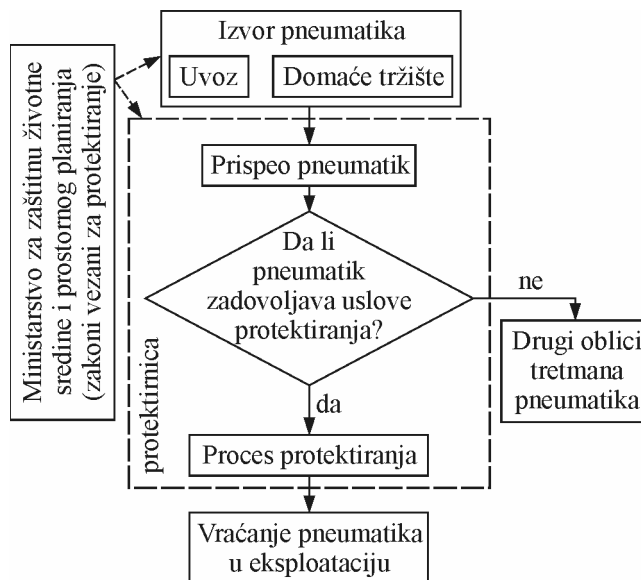 Izvor pneumatika
Uvoz
Domaće tržište
Ministarstvo za zaštitnu životne
sredine i prostornog planiranja
(zakoni vezani za protektiranje)
Prispeo pneumatik
Da li
pneumatik
zadovoljava uslove
protektiranja?
ne
Drugi oblici
tretmana
pneumatika
da
protektirnica
Proces protektiranja
Vraćanje pneumatika
u eksploataciju